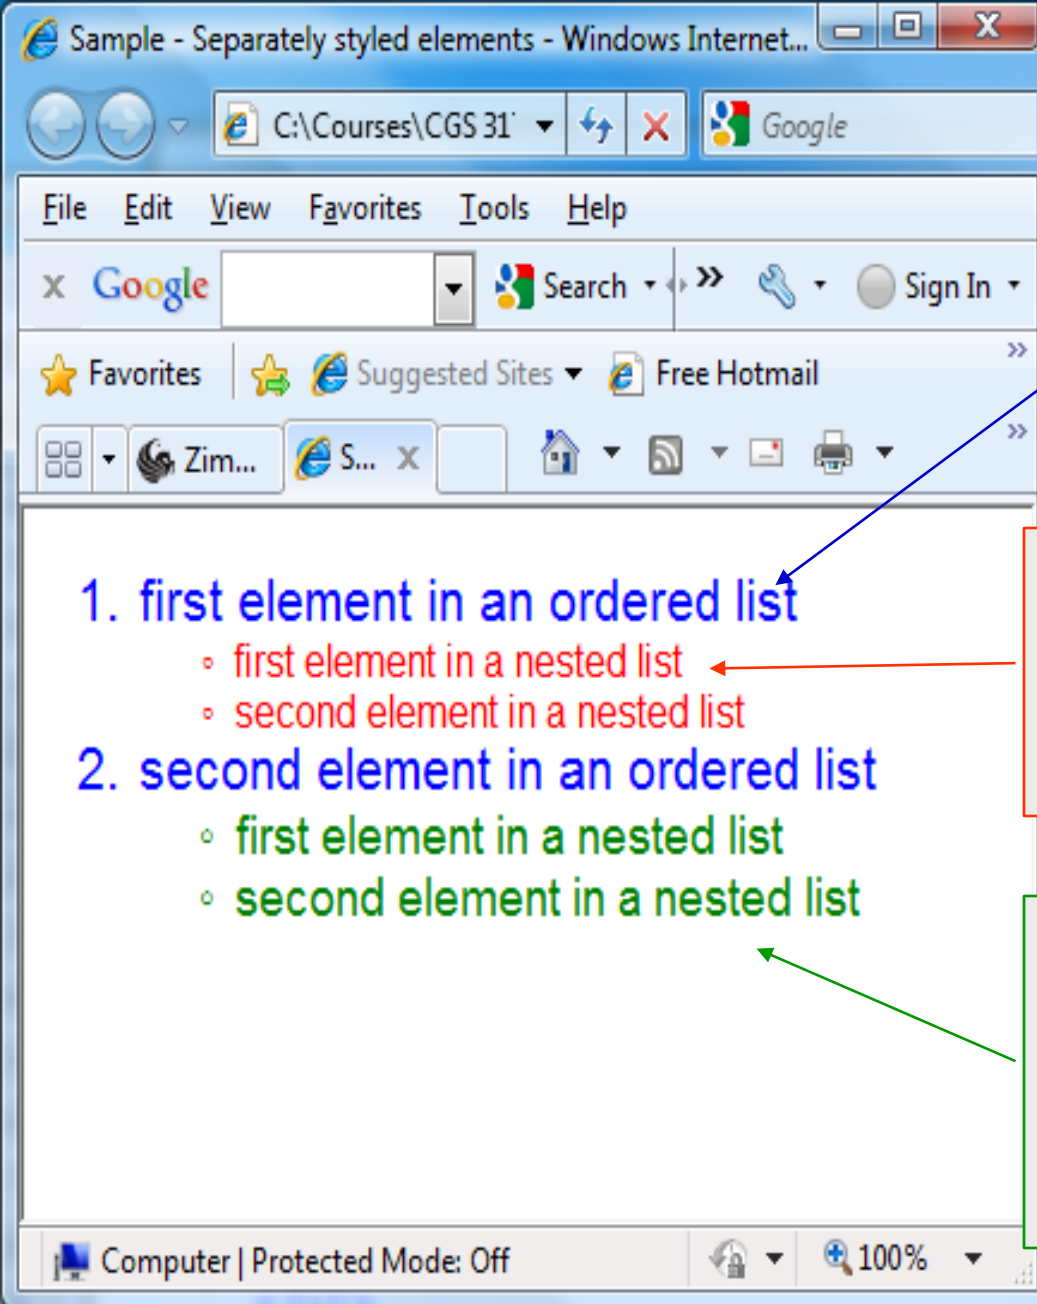 Sample - Separately styled elements - Windows Internet...
C:\Courses\CGS 31
Google
File Edit View Favorites Tools Help
x Google Search Sign In
Favorites Suggested Sites Free Hotmail
Zim... S... x
1. first element in an ordered list
first element in a nested list
second element in a nested list
2. second element in an ordered list
first element in a nested list
second element in a nested list
Computer | Protected Mode: Off 100%